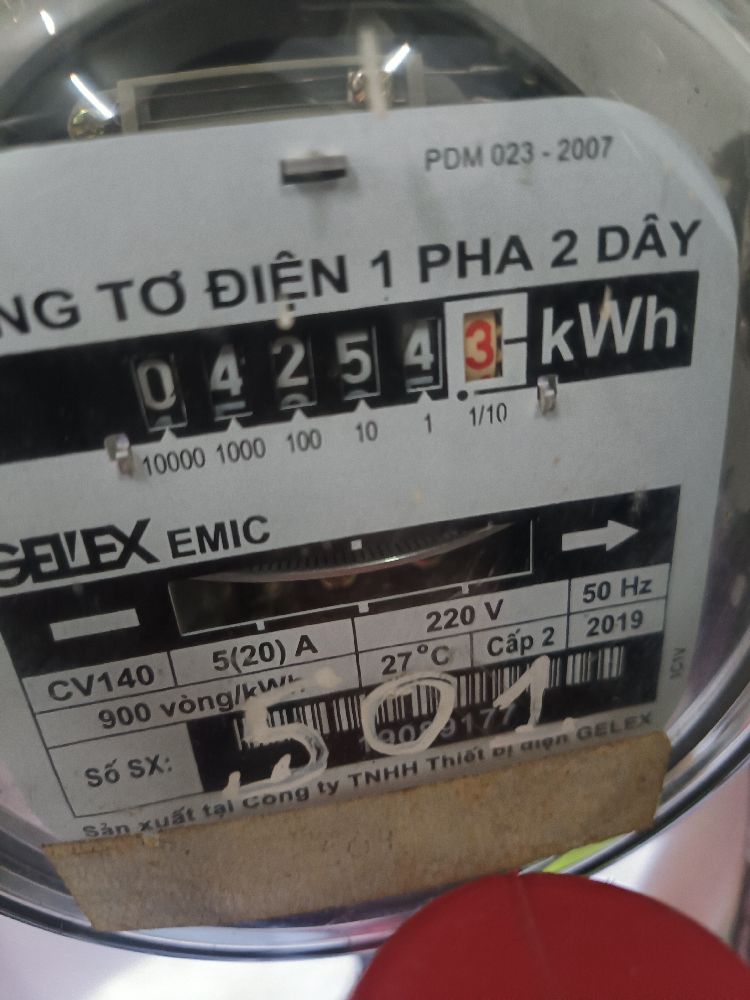 PDM 023 - 2007
NG TƠ ĐIỆN 1 PHA 2 DÂY
0 4 2 5 4 3 kWh
10000 1000 100 10 1 1/10
GELEX EMIC
CV140 5(20) A 220 V 50 Hz
27°C Cấp 2 2019
900 vòng/kWh
501
Số SX:
Sản xuất tại Công ty TNHH Thiết bị điện GELEX